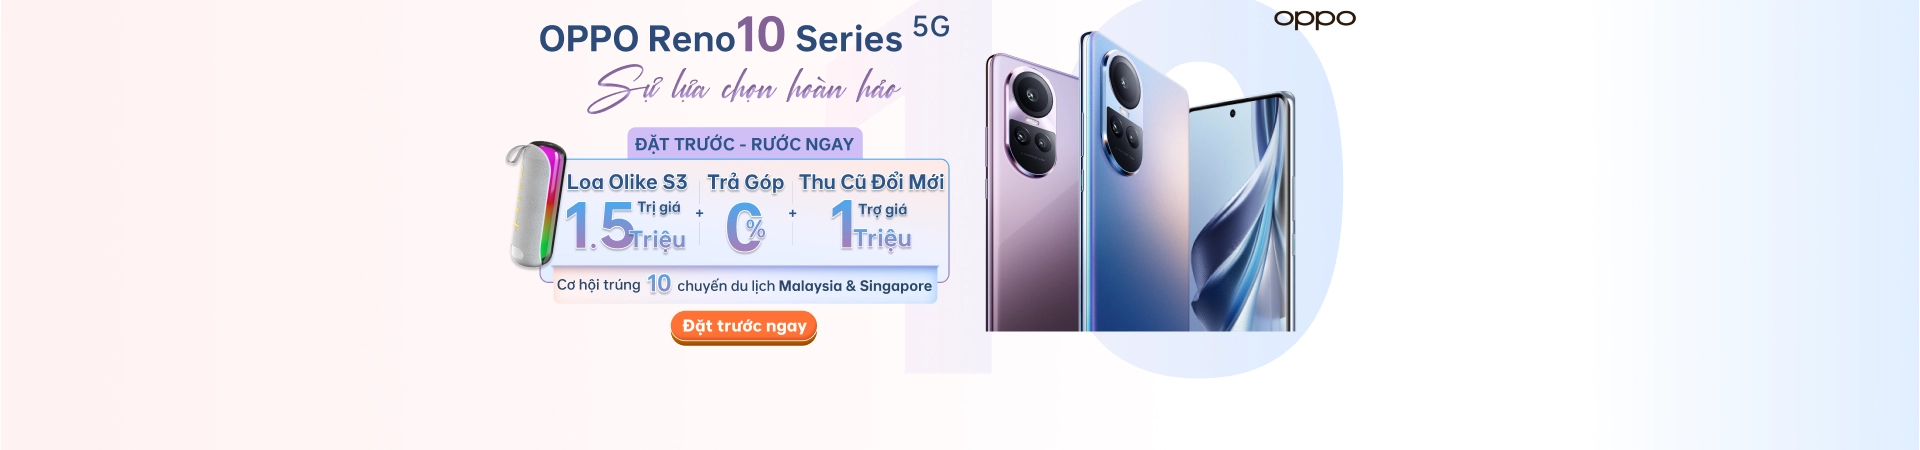 OPPO Reno10 Series 5G
oppo
Sự lựa chọn hoàn hảo
ĐẶT TRƯỚC - RƯỚC NGAY
Loa Olike S3
Trị giá
1.5 Triệu
+
Trả Góp
0%
+
Thu Cũ Đổi Mới
Trợ giá
1 Triệu
Cơ hội trúng 10 chuyến du lịch Malaysia & Singapore
Đặt trước ngay
10